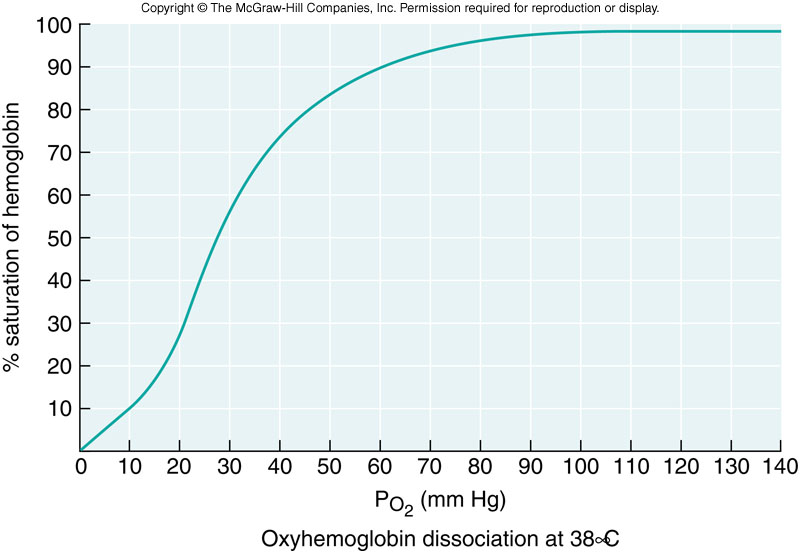 Copyright © The McGraw-Hill Companies, Inc. Permission required for reproduction or display.
100
90
80
70
60
50
40
30
20
10
% saturation of hemoglobin
0 10 20 30 40 50 60 70 80 90 100 110 120 130 140
PO2 (mm Hg)
Oxyhemoglobin dissociation at 38∞C